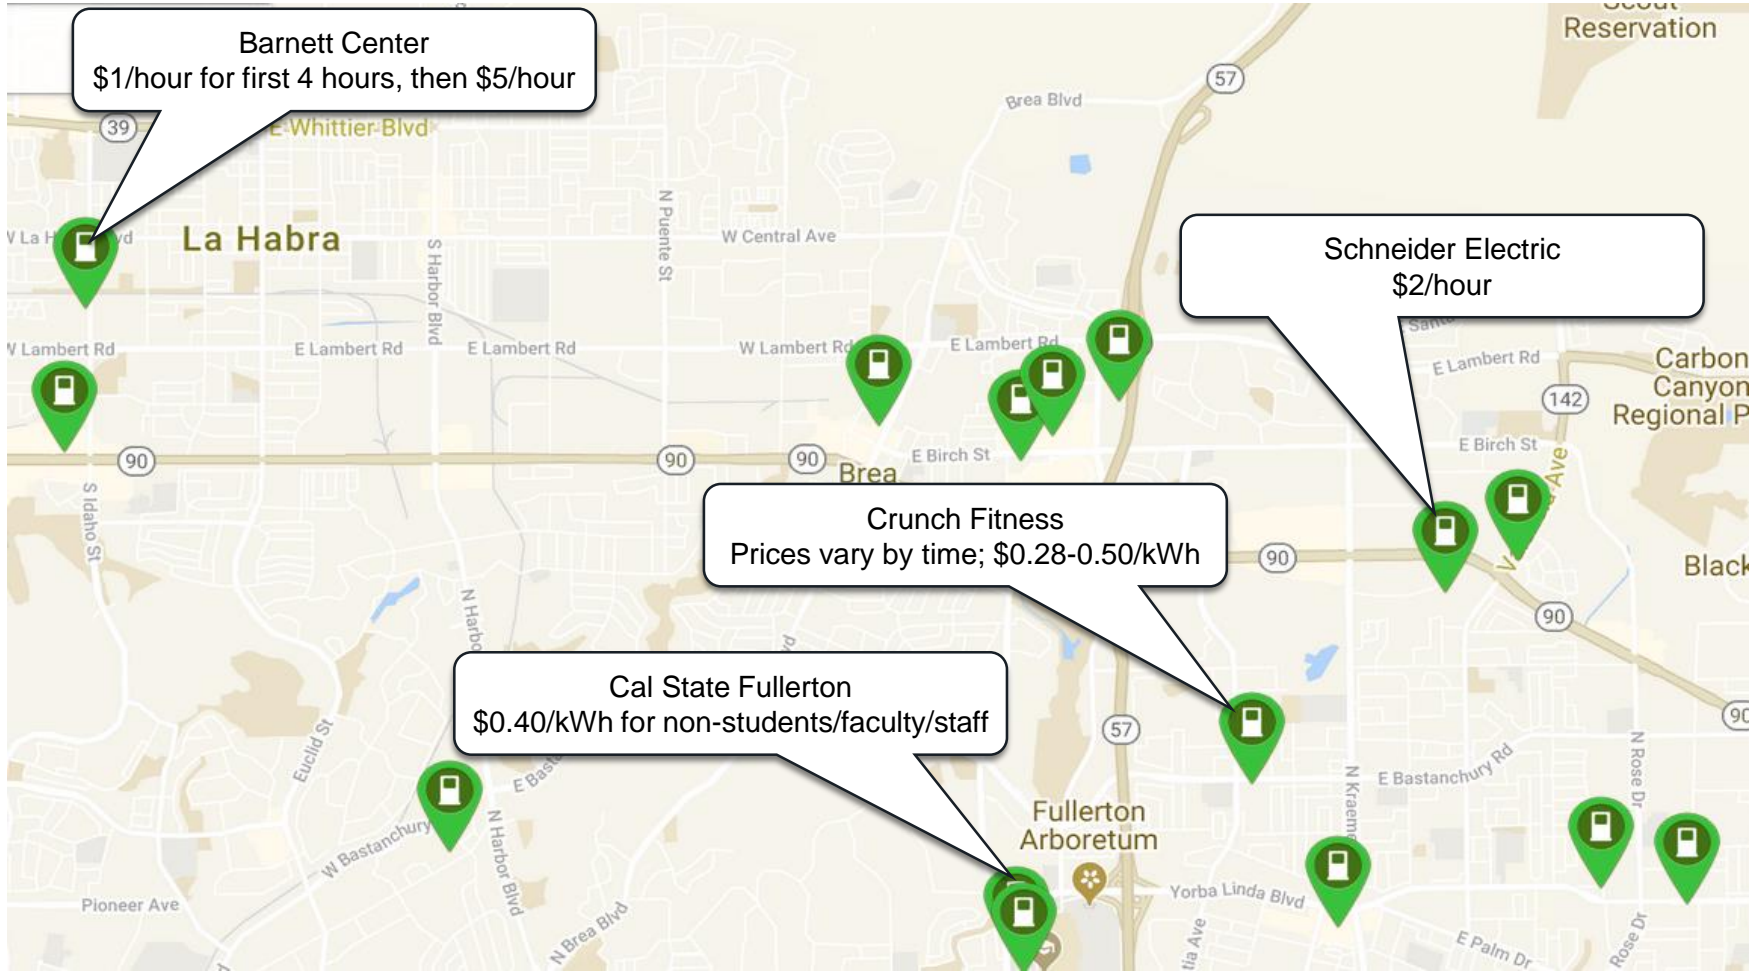 Barnett Center
$1/hour for first 4 hours, then $5/hour
Reservation
57
Brea Blvd
39
E Whittier Blvd
N Puente St
La Habra
S Harbor Blvd
W Central Ave
Schneider Electric
$2/hour
W Lambert Rd
E Lambert Rd
E Lambert Rd
W Lambert Rd
E Lambert Rd
E Lambert Rd
Carbon
Canyon
Regional P
142
90
90
90
Brea
E Birch St
E Birch St
S Idaho St
Crunch Fitness
Prices vary by time; $0.28-0.50/kWh
90
Black
90
Cal State Fullerton
$0.40/kWh for non-students/faculty/staff
57
90
Euclid St
N Rose Dr
E Bastanchury Rd
W Bastanchury
N Harbor Blvd
Fullerton
Arboretum
Pioneer Ave
Yorba Linda Blvd
N Brea Blvd
E Palm Dr
Rose Dr